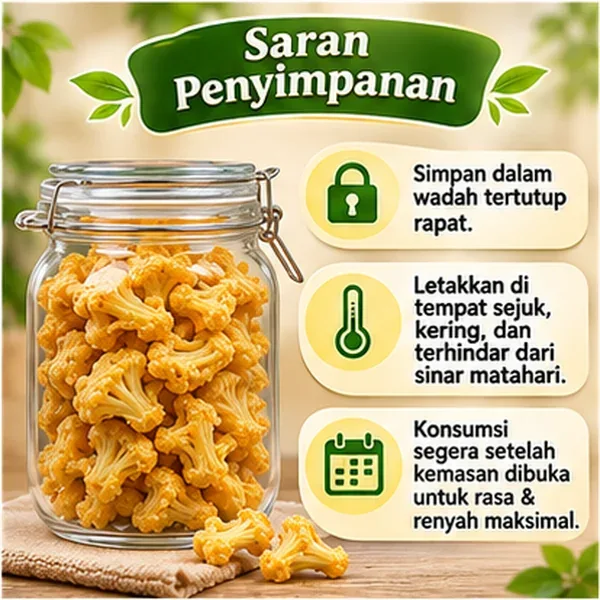 Saran
Penyimpanan
Simpan dalam
wadah tertutup
rapat.
Letakkan di
tempat sejuk,
kering, dan
terhindar dari
sinar matahari.
Konsumsi
segera setelah
kemasan dibuka
untuk rasa &
renyah maksimal.